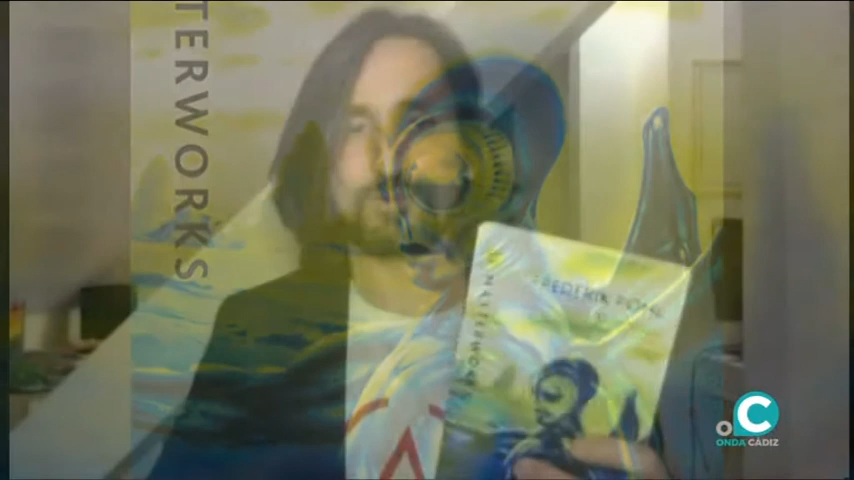 TERWORKS
FREDERIK POHL
MASTERWORKS
O
C
ONDA CÁDIZ